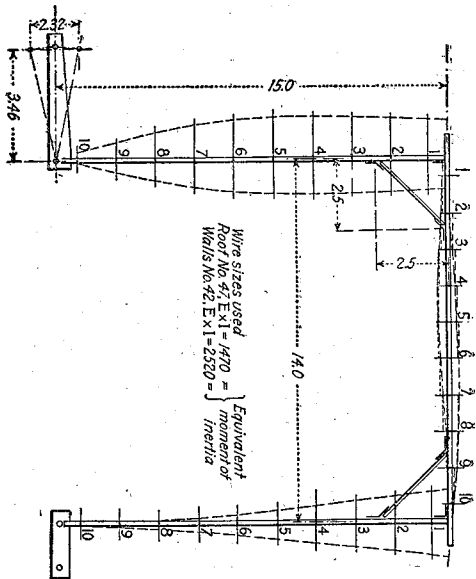 2.32
3.46
15.0
10 9 8 7 6 5 4 3 2 1
2.5
2.5
1
2
3
4
5
6
7
8
9
10
14.0
Wire sizes used
Roof No. 41, E×I = 1470 =
Walls No. 42, E×I = 2520 =
Equivalent
moment of
inertia
10 9 8 7 6 5 4 3 2 1